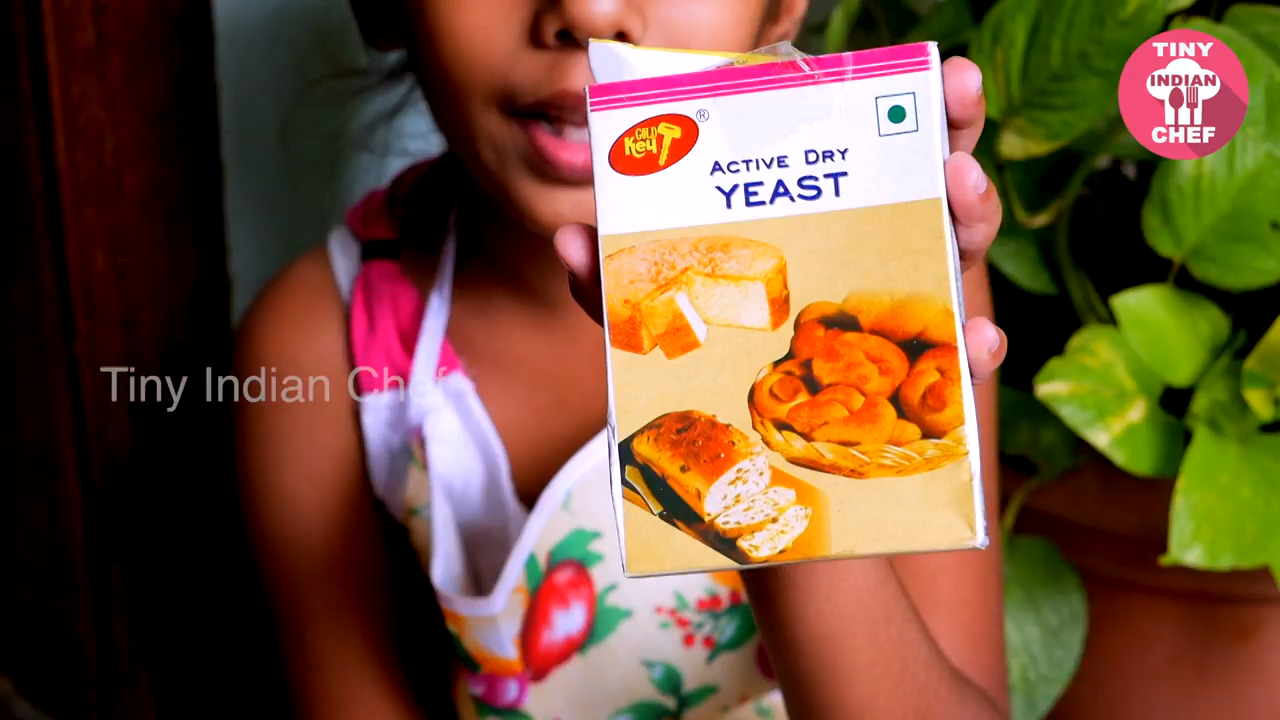 TINY
INDIAN
CHEF
GOLD
Key
®
ACTIVE DRY
YEAST
Tiny Indian Chef